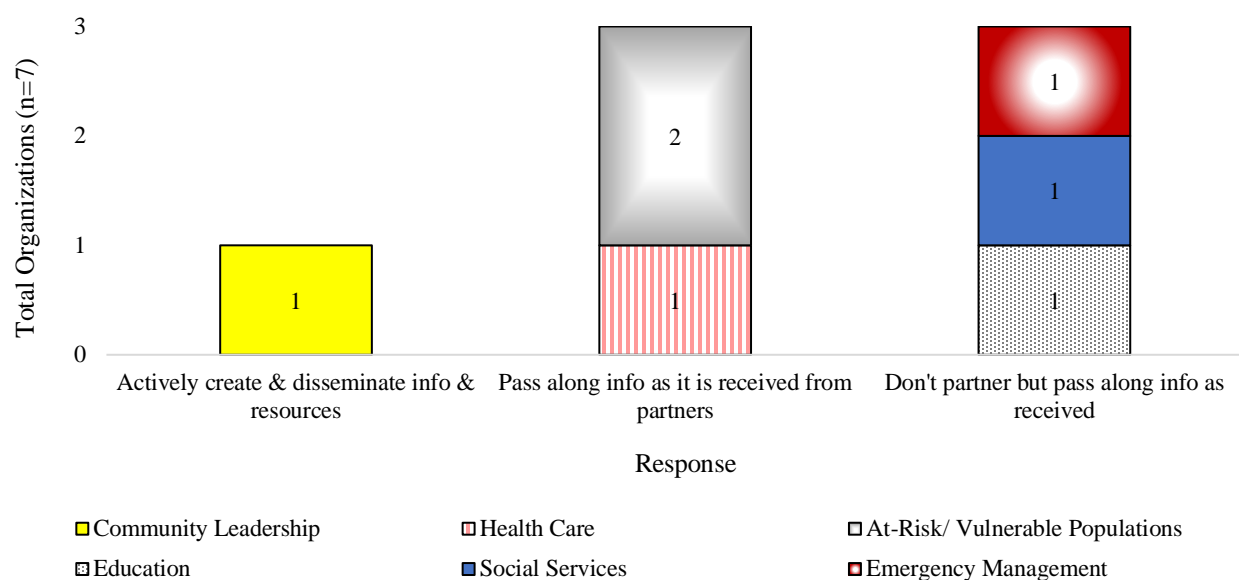 Total Organizations (n=7)
3
2
1
0
1
2
1
1
1
1
Actively create & disseminate info &
resources
Pass along info as it is received from
partners
Don't partner but pass along info as
received
Response
Community Leadership
Health Care
At-Risk/ Vulnerable Populations
Education
Social Services
Emergency Management